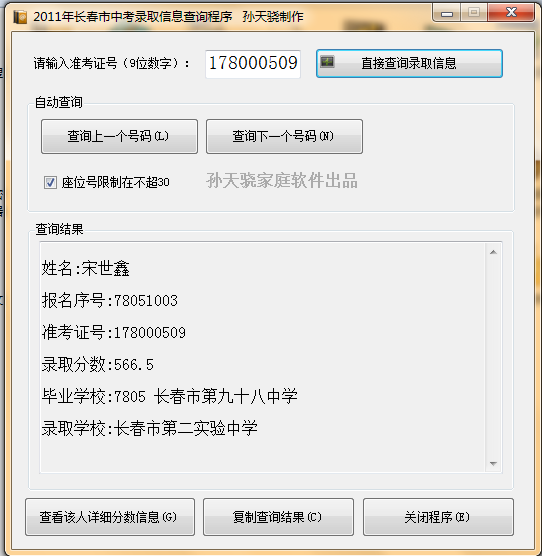 2011年长春市中考录取信息查询程序 孙天骁制作
请输入准考证号（9位数字）： 178000509 直接查询录取信息
自动查询
查询上一个号码(L) 查询下一个号码(N)
座位号限制在不超30 孙天骁家庭软件出品
查询结果
姓名:宋世鑫
报名序号:78051003
准考证号:178000509
录取分数:566.5
毕业学校:7805 长春市第九十八中学
录取学校:长春市第二实验中学
查看该人详细分数信息(G) 复制查询结果(C) 关闭程序(E)